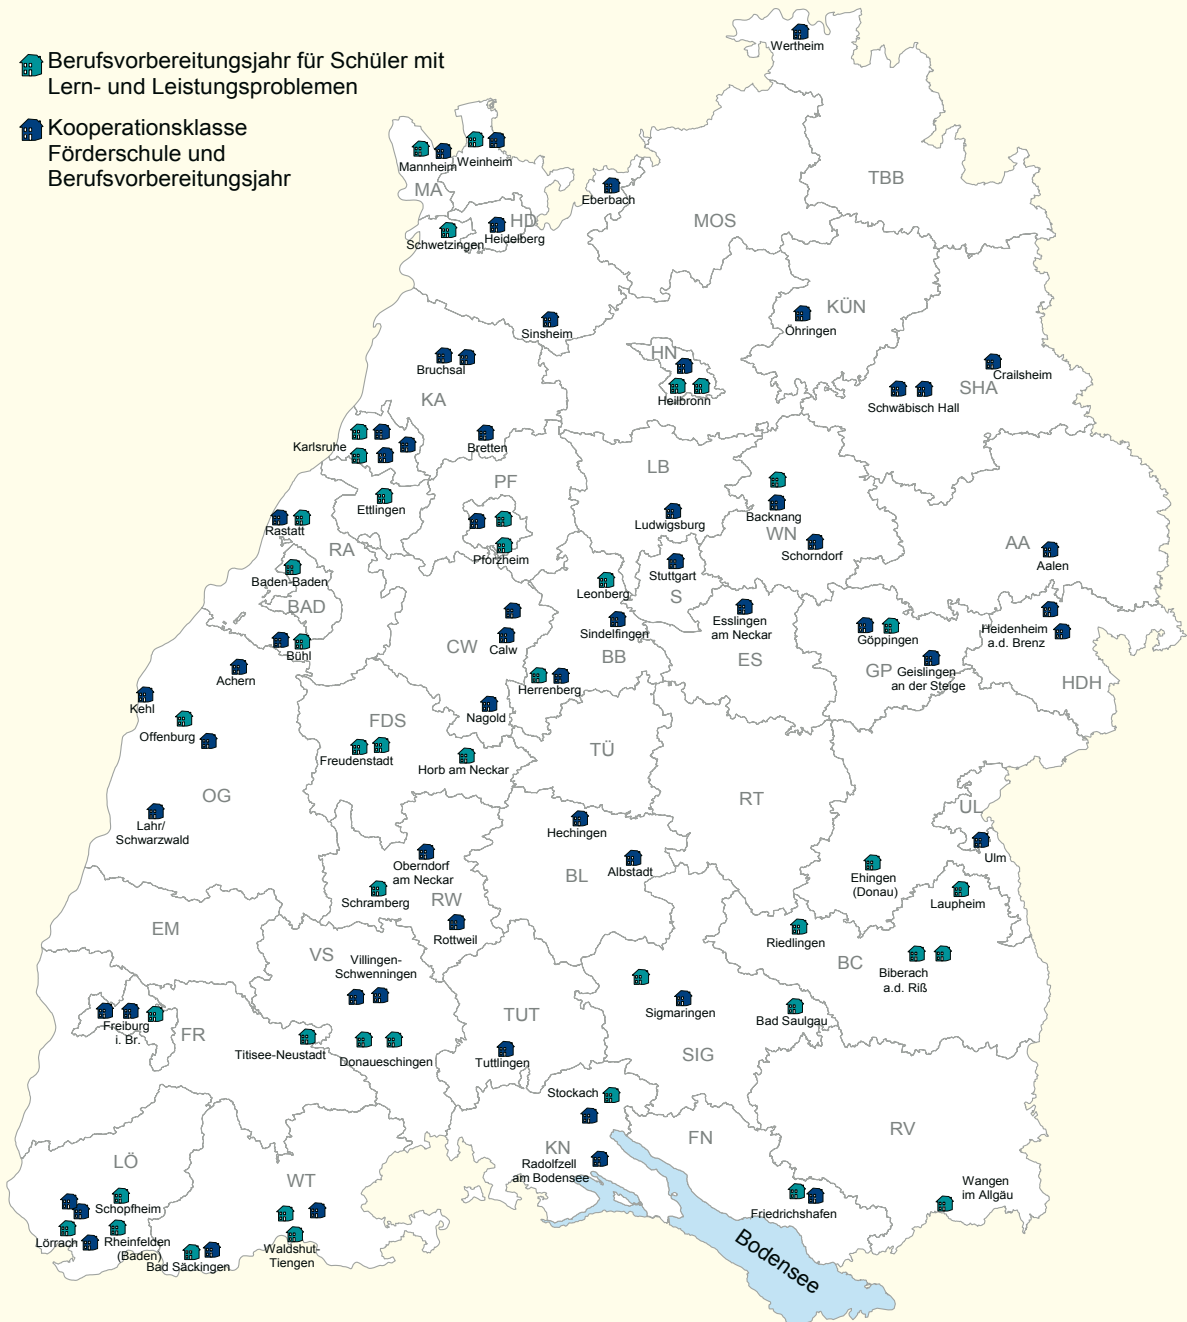 Berufsvorbereitungsjahr für Schüler mit
Lern- und Leistungsproblemen
Kooperationsklasse
Förderschule und
Berufsvorbereitungsjahr
Wertheim
TBB
Mannheim
Weinheim
MA
Eberbach
MOS
HD
Schwetzingen
Heidelberg
Sinsheim
KÜN
Öhringen
HN
Heilbronn
Crailsheim
SHA
Schwäbisch Hall
Bruchsal
KA
Karlsruhe
Bretten
LB
PF
Ettlingen
Ludwigsburg
Backnang
WN
Schorndorf
Rastatt
RA
Pforzheim
AA
Aalen
Baden-Baden
BAD
Leonberg
Stuttgart
S
Sindelfingen
BB
Esslingen
am Neckar
ES
Göppingen
GP
Geislingen
an der Steige
Heidenheim
a.d. Brenz
HDH
Bühl
CW
Calw
Achern
Herrenberg
Kehl
Nagold
Offenburg
FDS
Freudenstadt
Horb am Neckar
TÜ
RT
OG
Lahr/
Schwarzwald
UL
Ulm
Hechingen
Albstadt
BL
Oberndorf
am Neckar
Ehingen
(Donau)
Laupheim
Schramberg
RW
Rottweil
EM
Riedlingen
BC
Biberach
a.d. Riß
VS
Villingen-
Schwenningen
Sigmaringen
Bad Saulgau
Freiburg
i. Br.
FR
Titisee-Neustadt
Donaueschingen
TUT
Tuttlingen
SIG
Stockach
KN
Radolfzell
am Bodensee
FN
RV
LÖ
WT
Schopfheim
Lörrach
Rheinfelden
(Baden)
Bad Säckingen
Waldshut-
Tiengen
Friedrichshafen
Wangen
im Allgäu
Bodensee